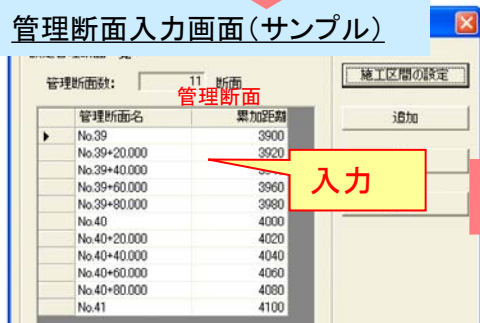 管理断面入力画面(サンプル)
管理断面数: 11 断面
管理断面
施工区間の設定
追加
管理断面名 累加距離
No.39 3900
No.39+20.000 3920
No.39+40.000
No.39+60.000 3960
No.39+80.000 3980
No.40 4000
No.40+20.000 4020
No.40+40.000 4040
No.40+60.000 4060
No.40+80.000 4080
No.41 4100
入力